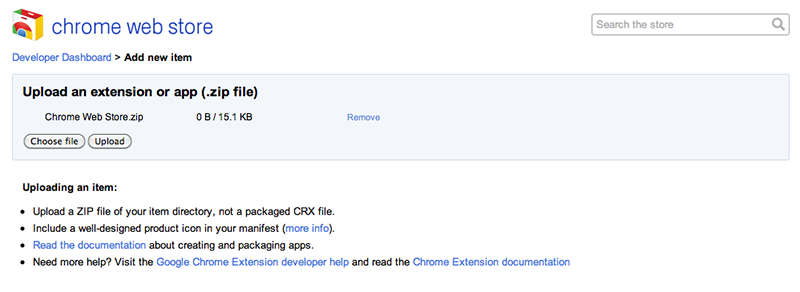 chrome web store
Search the store
Developer Dashboard > Add new item
Upload an extension or app (.zip file)
Chrome Web Store.zip 0 B / 15.1 KB Remove
Choose file Upload
Uploading an item:
• Upload a ZIP file of your item directory, not a packaged CRX file.
• Include a well-designed product icon in your manifest (more info).
• Read the documentation about creating and packaging apps.
• Need more help? Visit the Google Chrome Extension developer help and read the Chrome Extension documentation